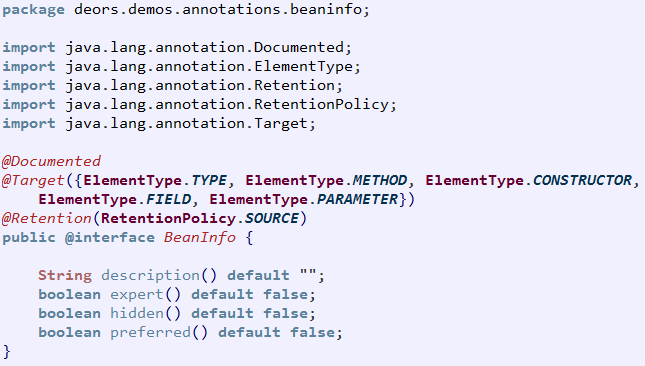 package deors.demos.annotations.beaninfo;
import java.lang.annotation.Documented;
import java.lang.annotation.ElementType;
import java.lang.annotation.Retention;
import java.lang.annotation.RetentionPolicy;
import java.lang.annotation.Target;
@Documented
@Target({ElementType.TYPE, ElementType.METHOD, ElementType.CONSTRUCTOR,
    ElementType.FIELD, ElementType.PARAMETER})
@Retention(RetentionPolicy.SOURCE)
public @interface BeanInfo {
    String description() default "";
    boolean expert() default false;
    boolean hidden() default false;
    boolean preferred() default false;
}